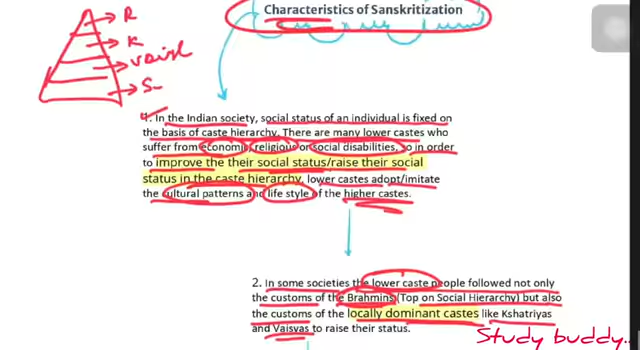 Characteristics of Sanskritization
R
K
1. In the Indian society, social status of an individual is fixed on
the basis of caste hierarchy. There are many lower castes who
suffer from economic, religious or social disabilities, so in order
to improve the their social status/raise their social
status in the caste hierarchy, lower castes adopt/imitate
the cultural patterns and life style of the higher castes.
2. In some societies the lower caste people followed not only
the customs of the Brahmins (Top on Social Hierarchy) but also
the customs of the locally dominant castes like Kshatriyas
and Vaisvas to raise their status.
Study buddy..